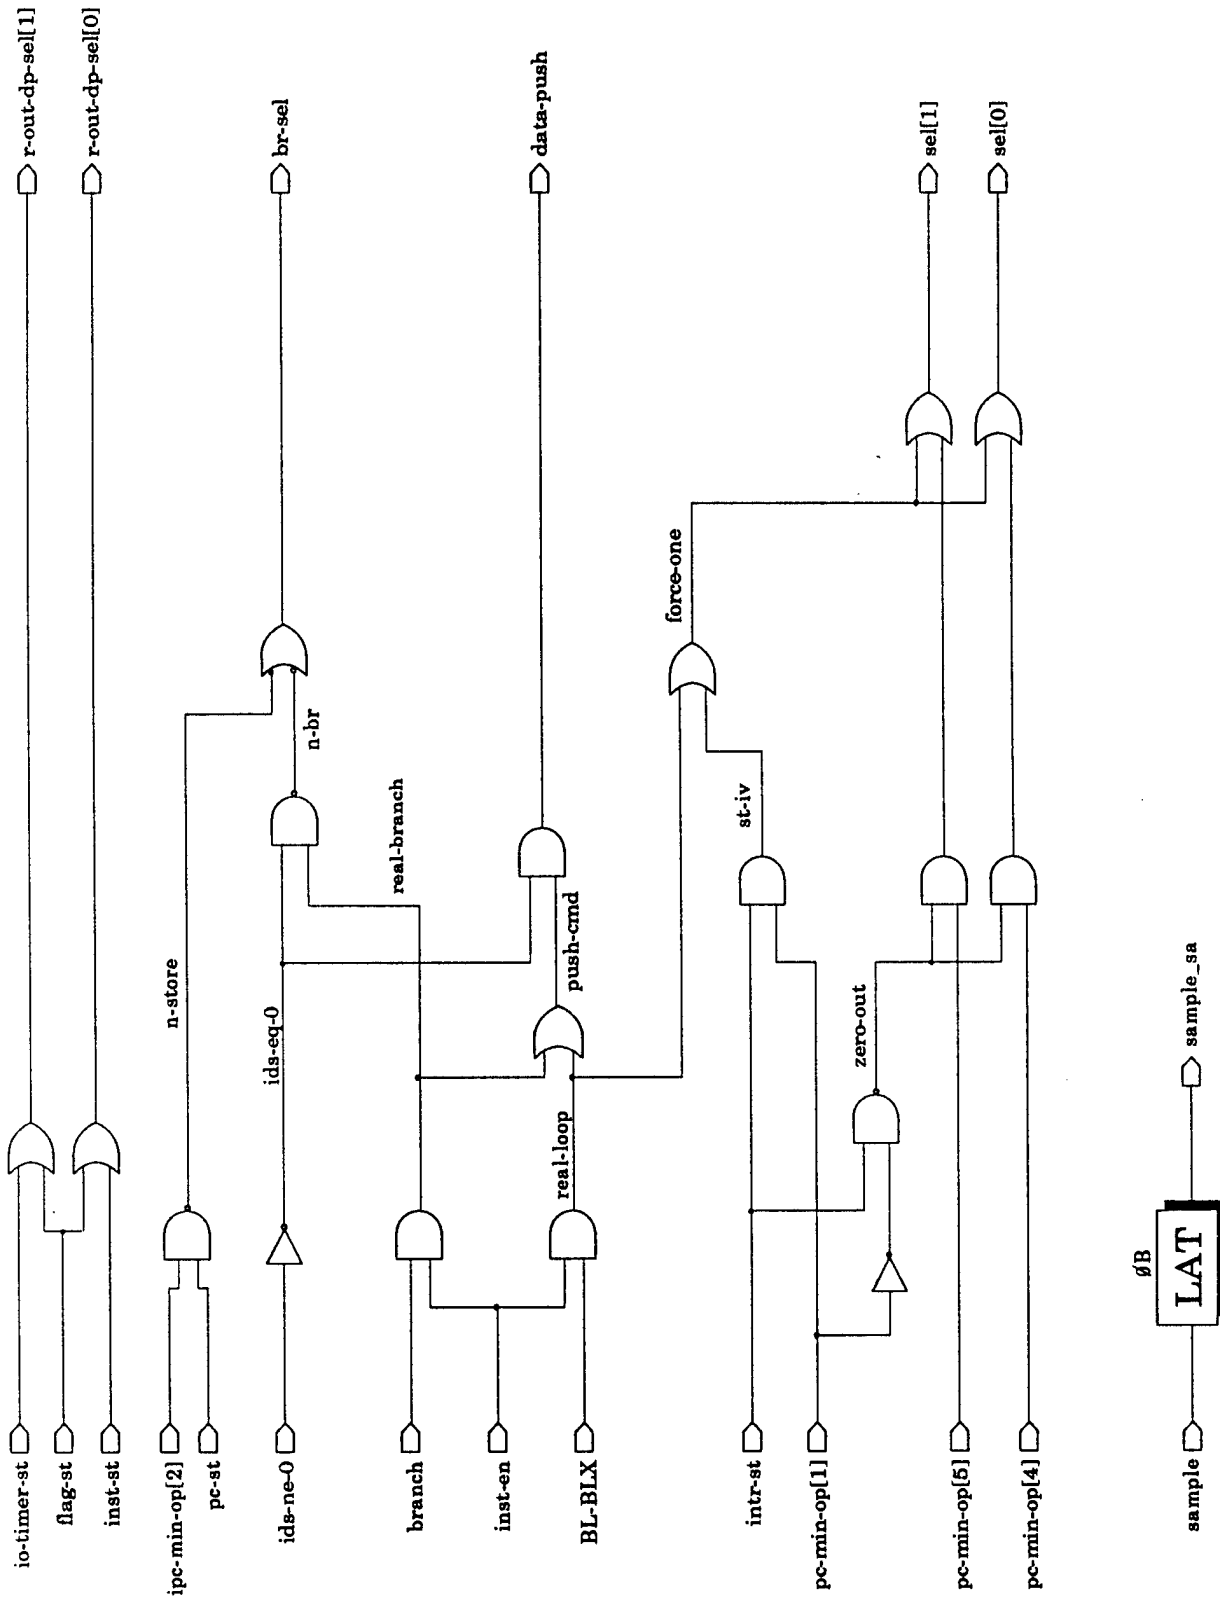 r-out-dp-sel[1]
r-out-dp-sel[0]
br-sel
data-push
sel[1]
sel[0]
force-one
n-br
real-branch
st-iv
n-store
push-cmd
ids-eq-0
zero-out
sample_sa
real-loop
øB
LAT
io-timer-st
flag-st
inst-st
ipc-min-op[2]
pc-st
ids-ne-0
branch
inst-en
BL-BLX
intr-st
pc-min-op[1]
pc-min-op[5]
pc-min-op[4]
sample